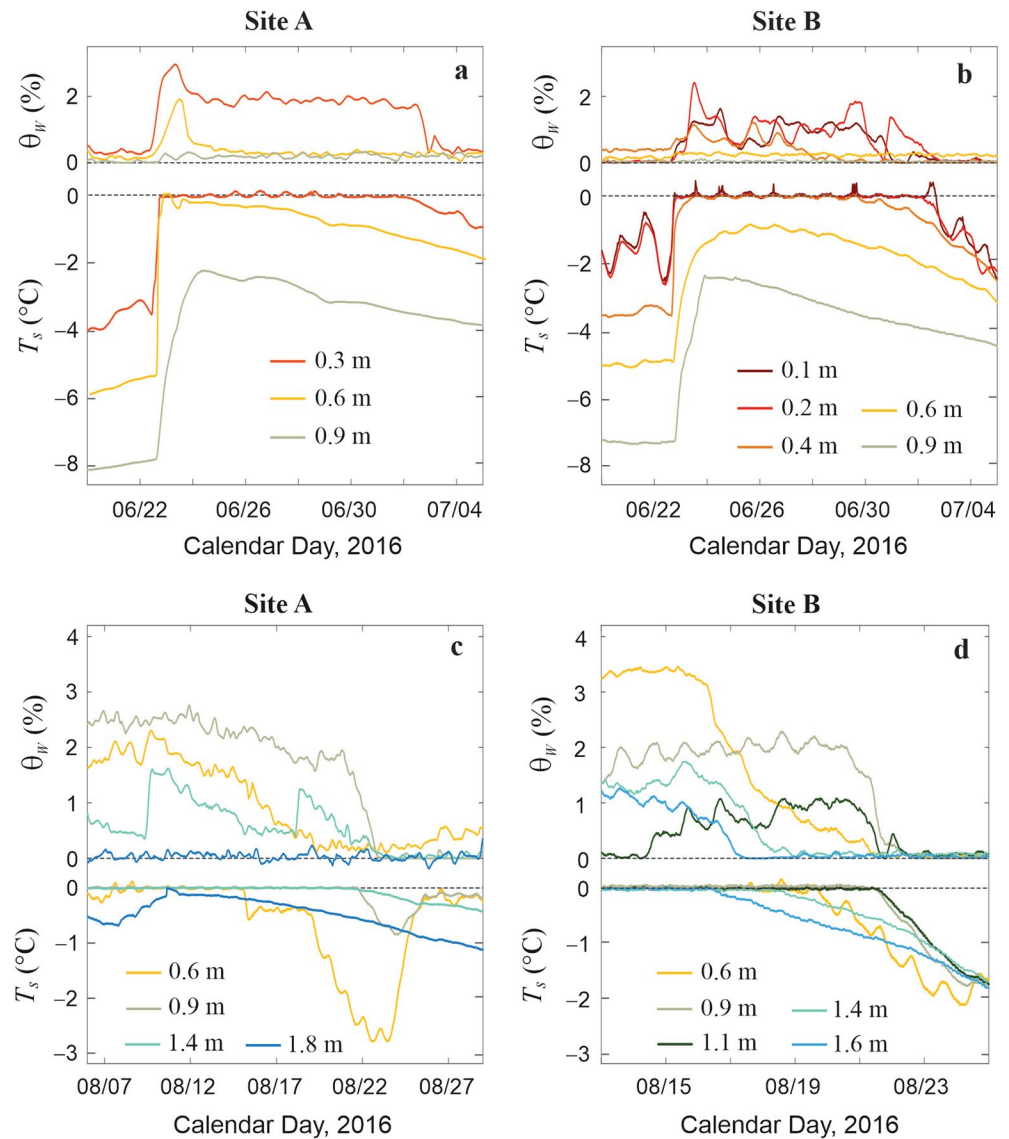 Site A
a
θw (%)
2
0
0
−2
−4
−6
−8
Ts (°C)
0.3 m
0.6 m
0.9 m
06/22 06/26 06/30 07/04
Calendar Day, 2016
Site B
b
θw (%)
2
0
0
−2
−4
−6
−8
Ts (°C)
0.1 m
0.2 m 0.6 m
0.4 m 0.9 m
06/22 06/26 06/30 07/04
Calendar Day, 2016
Site A
c
θw (%)
4
3
2
1
0
0
−1
−2
−3
Ts (°C)
0.6 m
0.9 m
1.4 m 1.8 m
08/07 08/12 08/17 08/22 08/27
Calendar Day, 2016
Site B
d
θw (%)
4
3
2
1
0
0
−1
−2
−3
Ts (°C)
0.6 m
0.9 m 1.4 m
1.1 m 1.6 m
08/15 08/19 08/23
Calendar Day, 2016